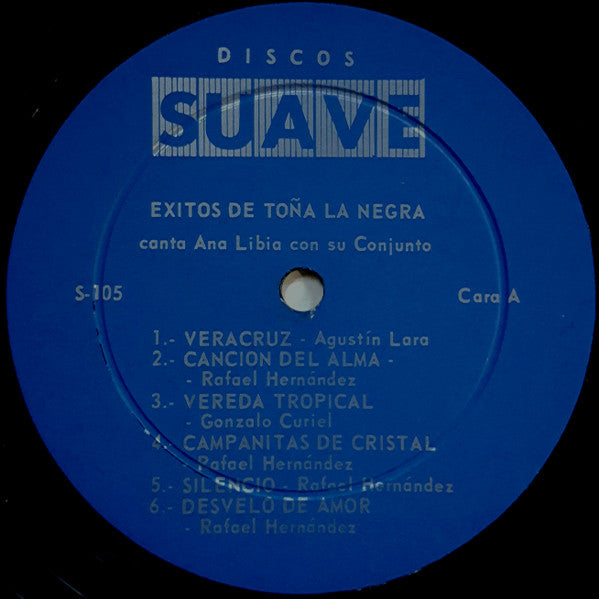 DISCOS
SUAVE
EXITOS DE TOÑA LA NEGRA
canta Ana Libia con su Conjunto
S-105
Cara A
1.- VERACRUZ - Agustín Lara
2.- CANCION DEL ALMA -
- Rafael Hernández
3.- VEREDA TROPICAL
- Gonzalo Curiel
4.- CAMPANITAS DE CRISTAL
- Rafael Hernández
5.- SILENCIO - Rafael Hernández
6.- DESVELO DE AMOR
- Rafael Hernández